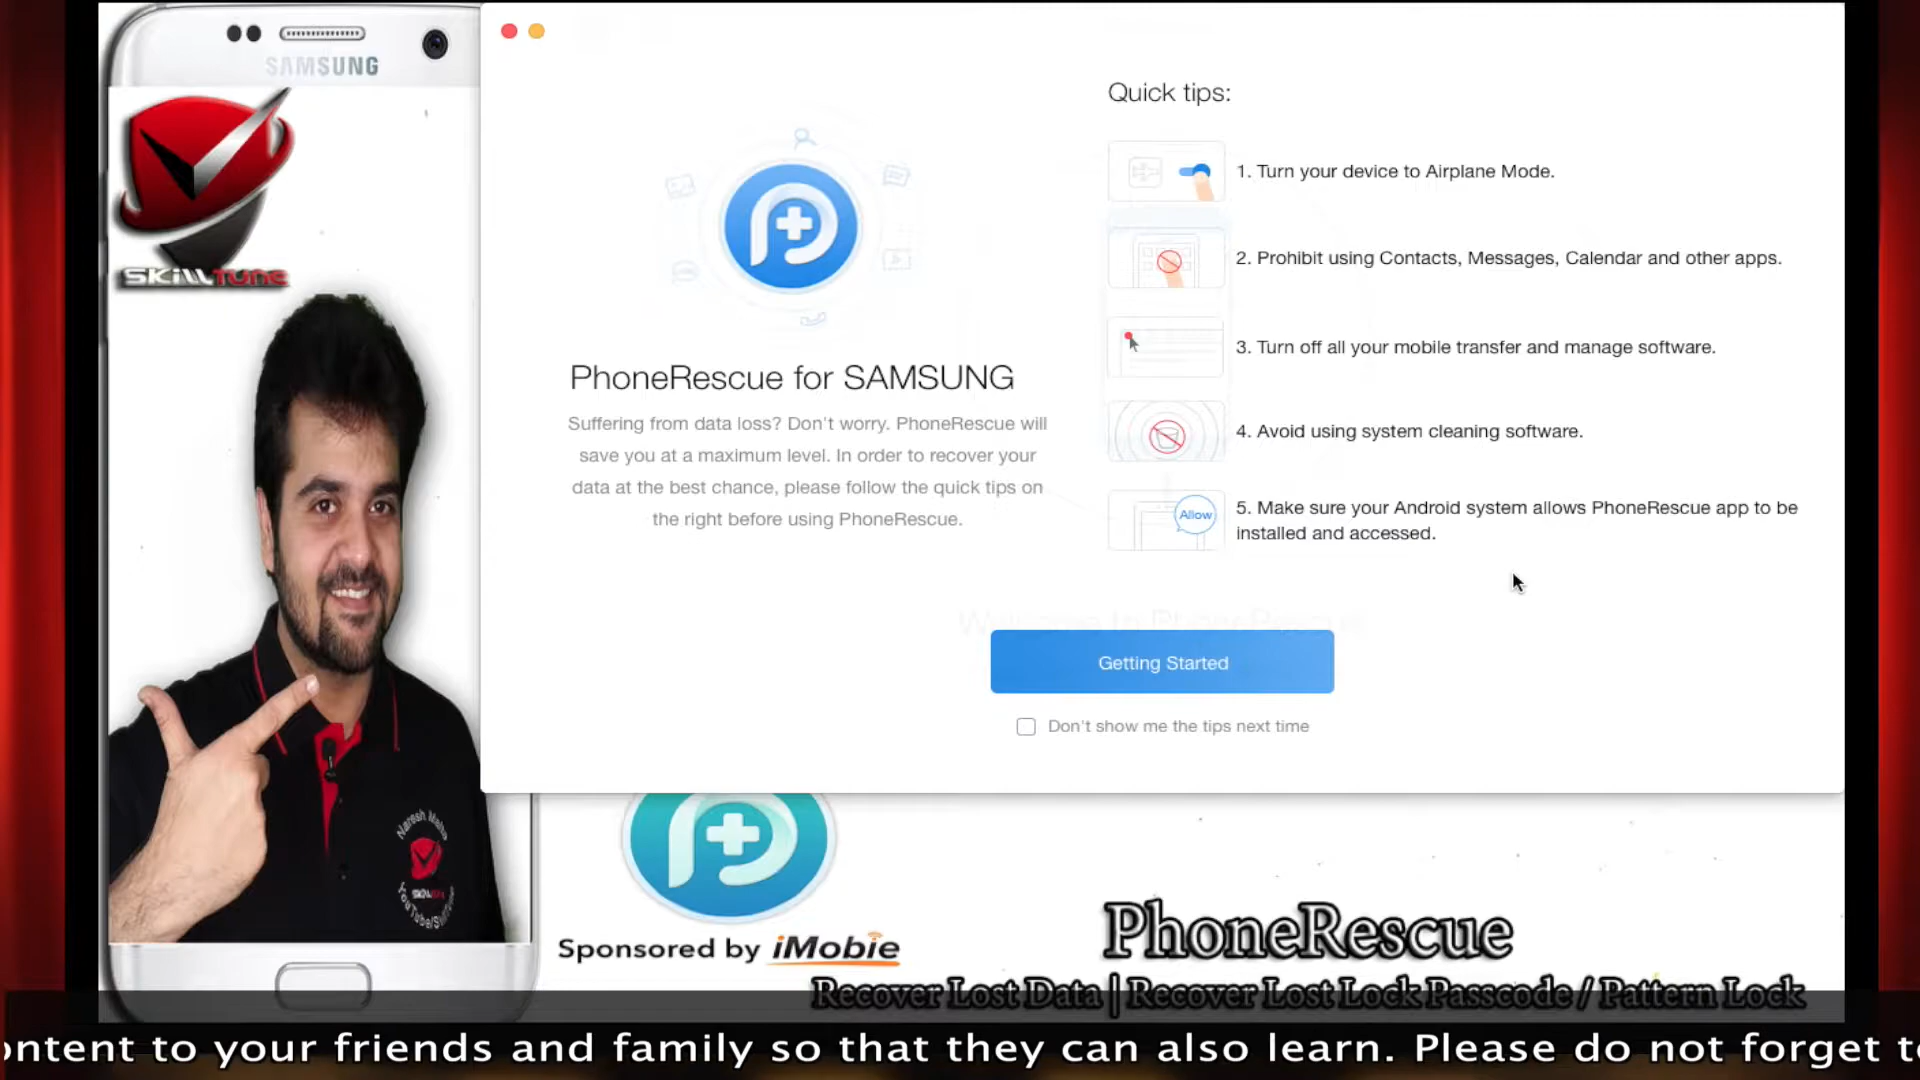 SAMSUNG
SKILLTUNE
Quick tips:
1. Turn your device to Airplane Mode.
2. Prohibit using Contacts, Messages, Calendar and other apps.
3. Turn off all your mobile transfer and manage software.
4. Avoid using system cleaning software.
Allow
5. Make sure your Android system allows PhoneRescue app to be
installed and accessed.
PhoneRescue for SAMSUNG
Suffering from data loss? Don't worry. PhoneRescue will
save you at a maximum level. In order to recover your
data at the best chance, please follow the quick tips on
the right before using PhoneRescue.
Welcome to PhoneRescue
Getting Started
Don't show me the tips next time
Sponsored by iMobie
PhoneRescue
Recover Lost Data | Recover Lost Lock Passcode / Pattern Lock
ontent to your friends and family so that they can also learn. Please do not forget to